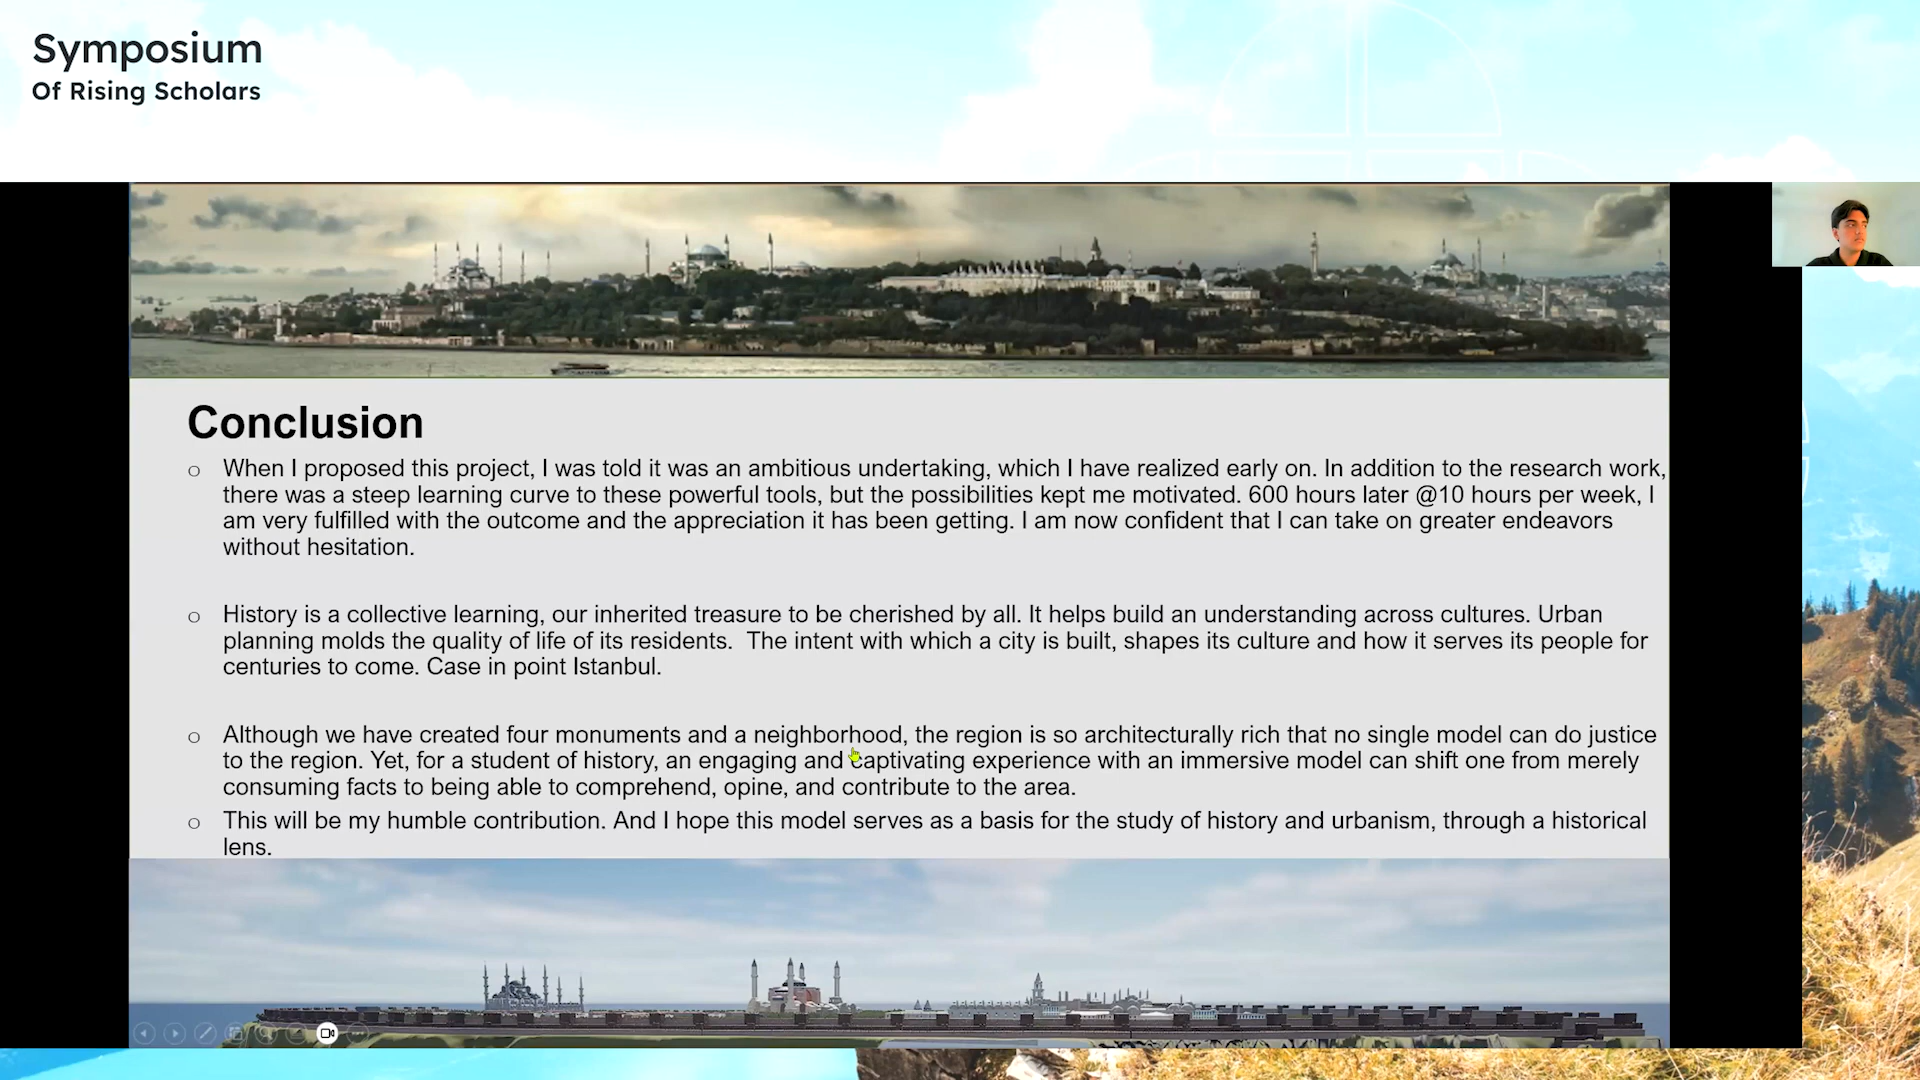 Symposium
Of Rising Scholars
Conclusion
o When I proposed this project, I was told it was an ambitious undertaking, which I have realized early on. In addition to the research work,
there was a steep learning curve to these powerful tools, but the possibilities kept me motivated. 600 hours later @10 hours per week, I
am very fulfilled with the outcome and the appreciation it has been getting. I am now confident that I can take on greater endeavors
without hesitation.
o History is a collective learning, our inherited treasure to be cherished by all. It helps build an understanding across cultures. Urban
planning molds the quality of life of its residents.  The intent with which a city is built, shapes its culture and how it serves its people for
centuries to come. Case in point Istanbul.
o Although we have created four monuments and a neighborhood, the region is so architecturally rich that no single model can do justice
to the region. Yet, for a student of history, an engaging and captivating experience with an immersive model can shift one from merely
consuming facts to being able to comprehend, opine, and contribute to the area.
o This will be my humble contribution. And I hope this model serves as a basis for the study of history and urbanism, through a historical
lens.